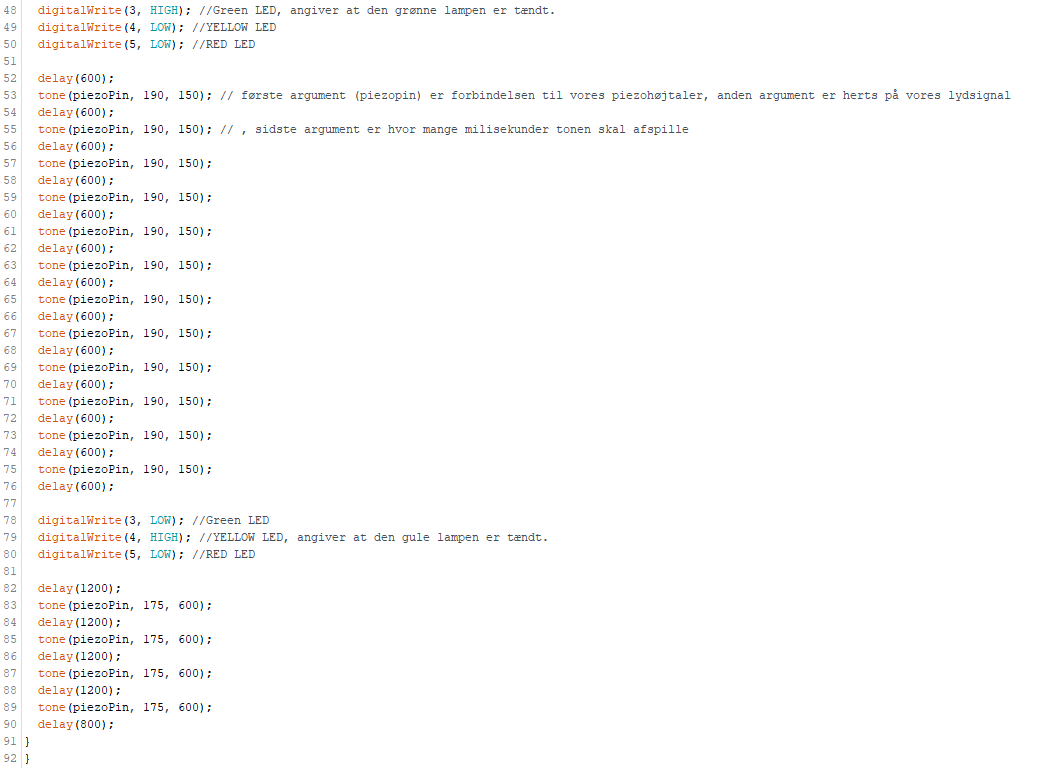 48 digitalWrite(3, HIGH); //Green LED, angiver at den grønne lampen er tændt.
49 digitalWrite(4, LOW); //YELLOW LED
50 digitalWrite(5, LOW); //RED LED
51
52 delay(600);
53 tone(piezoPin, 190, 150); // første argument (piezopin) er forbindelsen til vores piezohøjtaler, anden argument er herts på vores lydsignal
54 delay(600);
55 tone(piezoPin, 190, 150); // , sidste argument er hvor mange milisekunder tonen skal afspille
56 delay(600);
57 tone(piezoPin, 190, 150);
58 delay(600);
59 tone(piezoPin, 190, 150);
60 delay(600);
61 tone(piezoPin, 190, 150);
62 delay(600);
63 tone(piezoPin, 190, 150);
64 delay(600);
65 tone(piezoPin, 190, 150);
66 delay(600);
67 tone(piezoPin, 190, 150);
68 delay(600);
69 tone(piezoPin, 190, 150);
70 delay(600);
71 tone(piezoPin, 190, 150);
72 delay(600);
73 tone(piezoPin, 190, 150);
74 delay(600);
75 tone(piezoPin, 190, 150);
76 delay(600);
77
78 digitalWrite(3, LOW); //Green LED
79 digitalWrite(4, HIGH); //YELLOW LED, angiver at den gule lampen er tændt.
80 digitalWrite(5, LOW); //RED LED
81
82 delay(1200);
83 tone(piezoPin, 175, 600);
84 delay(1200);
85 tone(piezoPin, 175, 600);
86 delay(1200);
87 tone(piezoPin, 175, 600);
88 delay(1200);
89 tone(piezoPin, 175, 600);
90 delay(800);
91 }
92 }